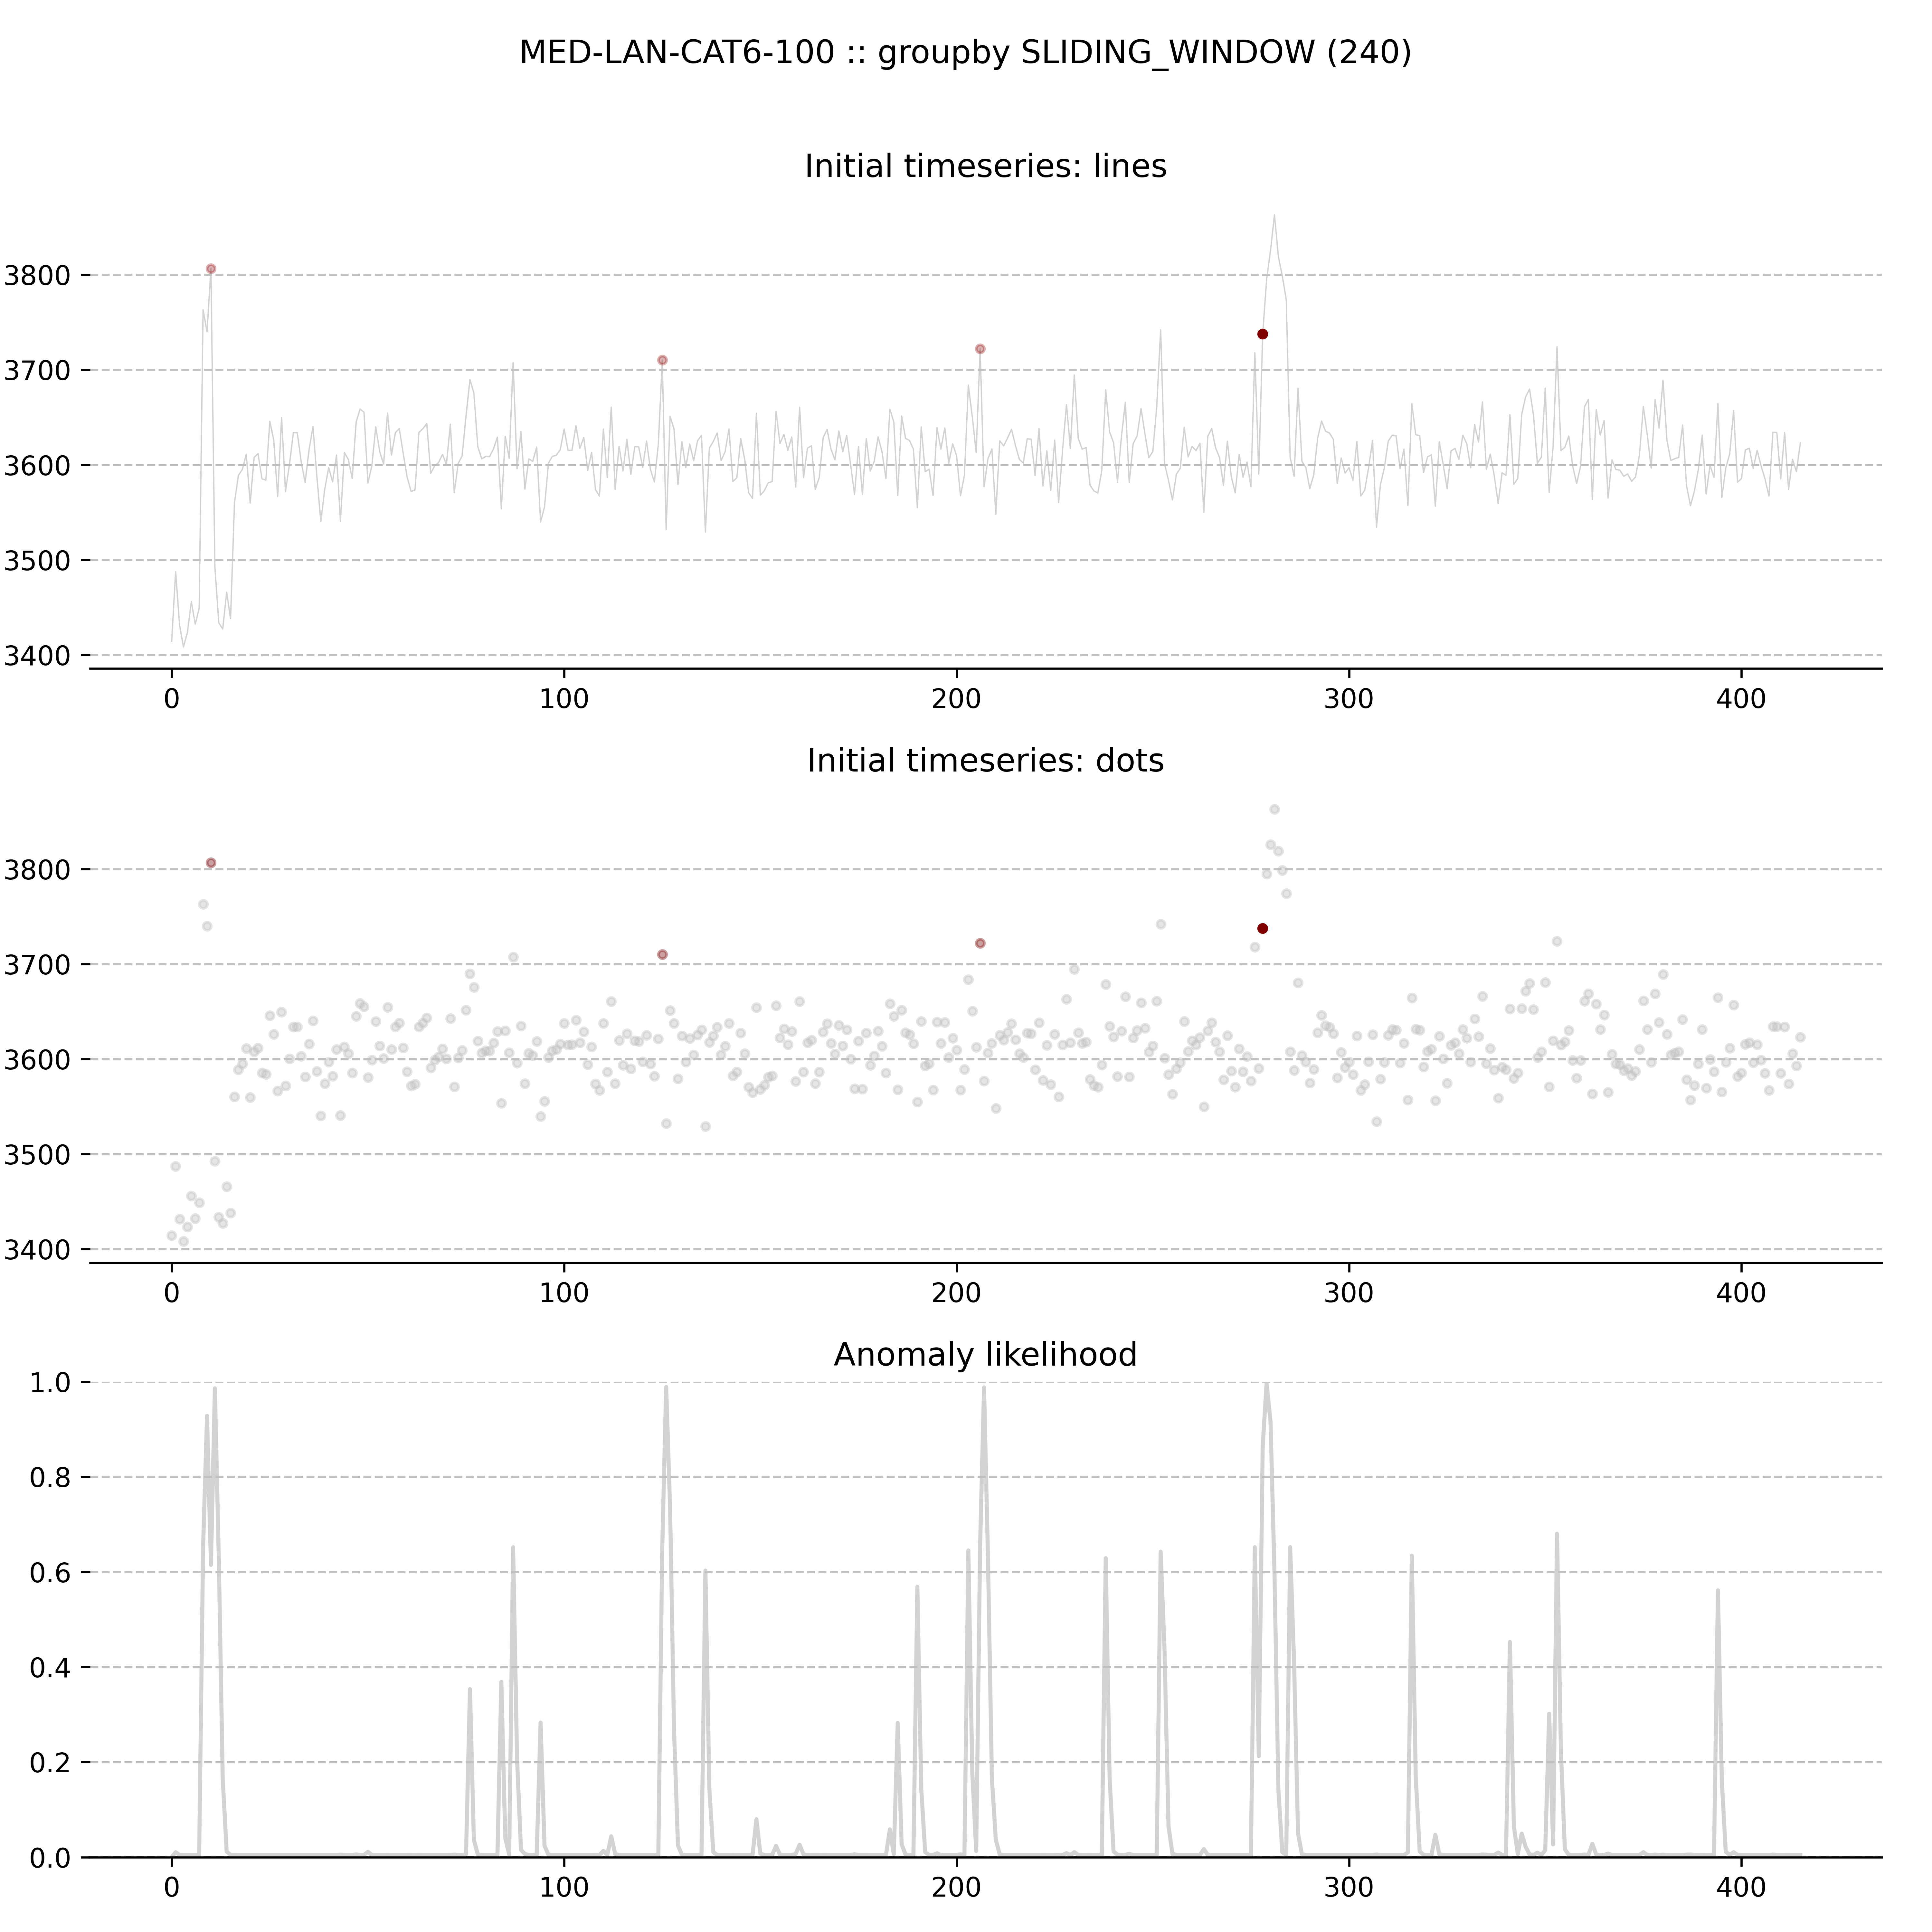 MED-LAN-CAT6-100 :: groupby SLIDING_WINDOW (240)
Initial timeseries: lines
3800
3700
3600
3500
3400
0 100 200 300 400
Initial timeseries: dots
3800
3700
3600
3500
3400
0 100 200 300 400
Anomaly likelihood
1.0
0.8
0.6
0.4
0.2
0.0
0 100 200 300 400